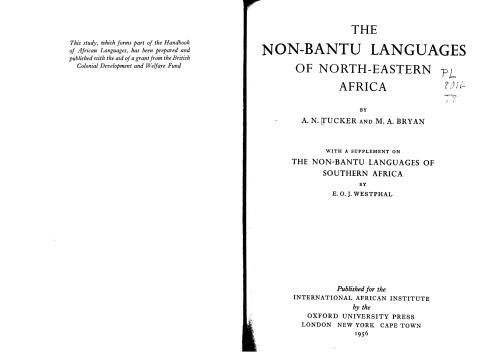 This study, which forms part of the Handbook
of African Languages, has been prepared and
published with the aid of a grant from the British
Colonial Development and Welfare Fund
THE
NON-BANTU LANGUAGES
OF NORTH-EASTERN
AFRICA
BY
A. N. TUCKER AND M. A. BRYAN
WITH A SUPPLEMENT ON
THE NON-BANTU LANGUAGES OF
SOUTHERN AFRICA
BY
E. O. J. WESTPHAL
Published for the
INTERNATIONAL AFRICAN INSTITUTE
by the
OXFORD UNIVERSITY PRESS
LONDON NEW YORK CAPE TOWN
1956
PL